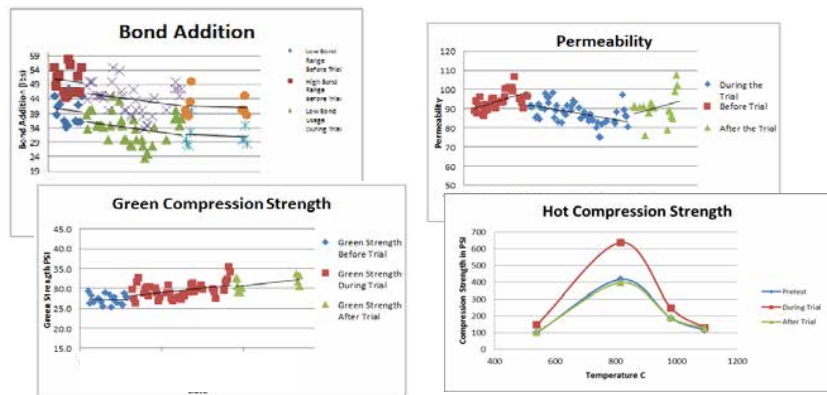 Bond Addition
Bond Addition (lbs)
59
54
49
44
39
34
29
24
19
Low Bond
Range
Before Trial
High Bond
Range
Before Trial
Low Bond
Usage
During Trial
Permeability
Permeability
120
110
100
90
80
70
60
50
During the
Trial
Before Trial
After the Trial
Green Compression Strength
Green Strength PSI
45.0
40.0
35.0
30.0
25.0
20.0
15.0
Green Strength
Before Trial
Green Strength
During Trial
Green Strength
After Trial
Hot Compression Strength
Compression Strength in PSI
700
600
500
400
300
200
100
0
400
600
800
1000
1200
Temperature C
Pretest
During Trial
After Trial